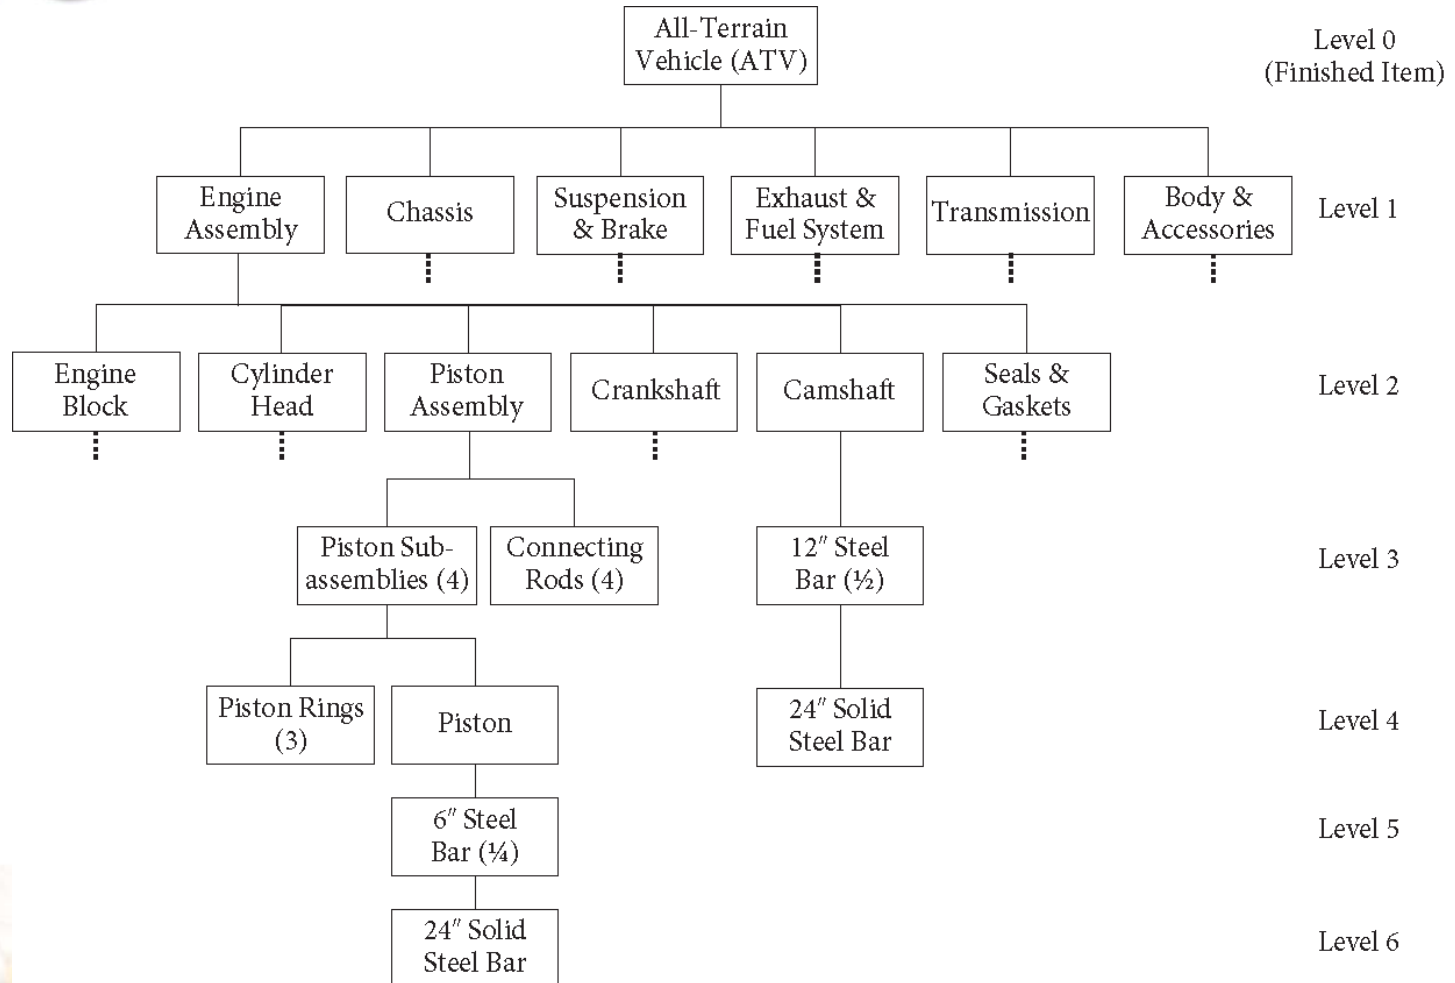 All-Terrain
Vehicle (ATV)
Level 0
(Finished Item)
Engine
Assembly
Chassis
Suspension
& Brake
Exhaust &
Fuel System
Transmission
Body &
Accessories
Level 1
Engine
Block
Cylinder
Head
Piston
Assembly
Crankshaft
Camshaft
Seals &
Gaskets
Level 2
Piston Sub-
assemblies (4)
Connecting
Rods (4)
12″ Steel
Bar (½)
Level 3
Piston Rings
(3)
Piston
24″ Solid
Steel Bar
Level 4
6″ Steel
Bar (¼)
Level 5
24″ Solid
Steel Bar
Level 6